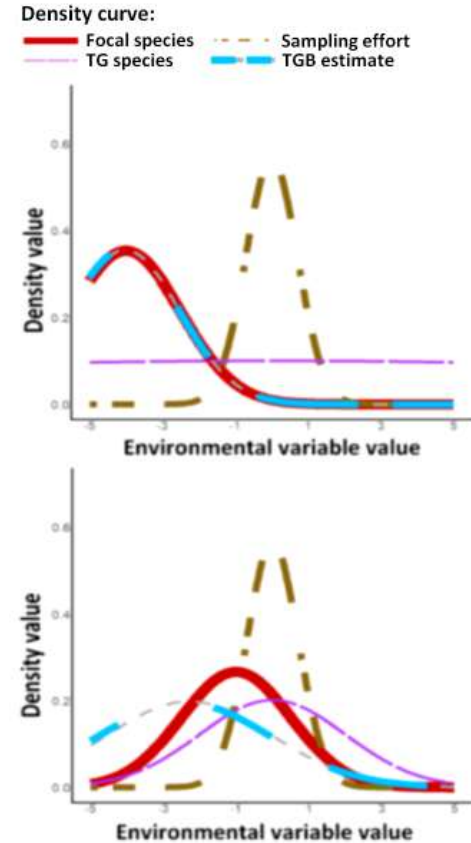 Density curve:
Focal species Sampling effort
TG species TGB estimate
Density value
0.6
0.4
0.2
0.0
-5 -3 -1 1 3 5
Environmental variable value
Density value
0.6
0.4
0.2
0.0
-5 -3 -1 1 3 5
Environmental variable value